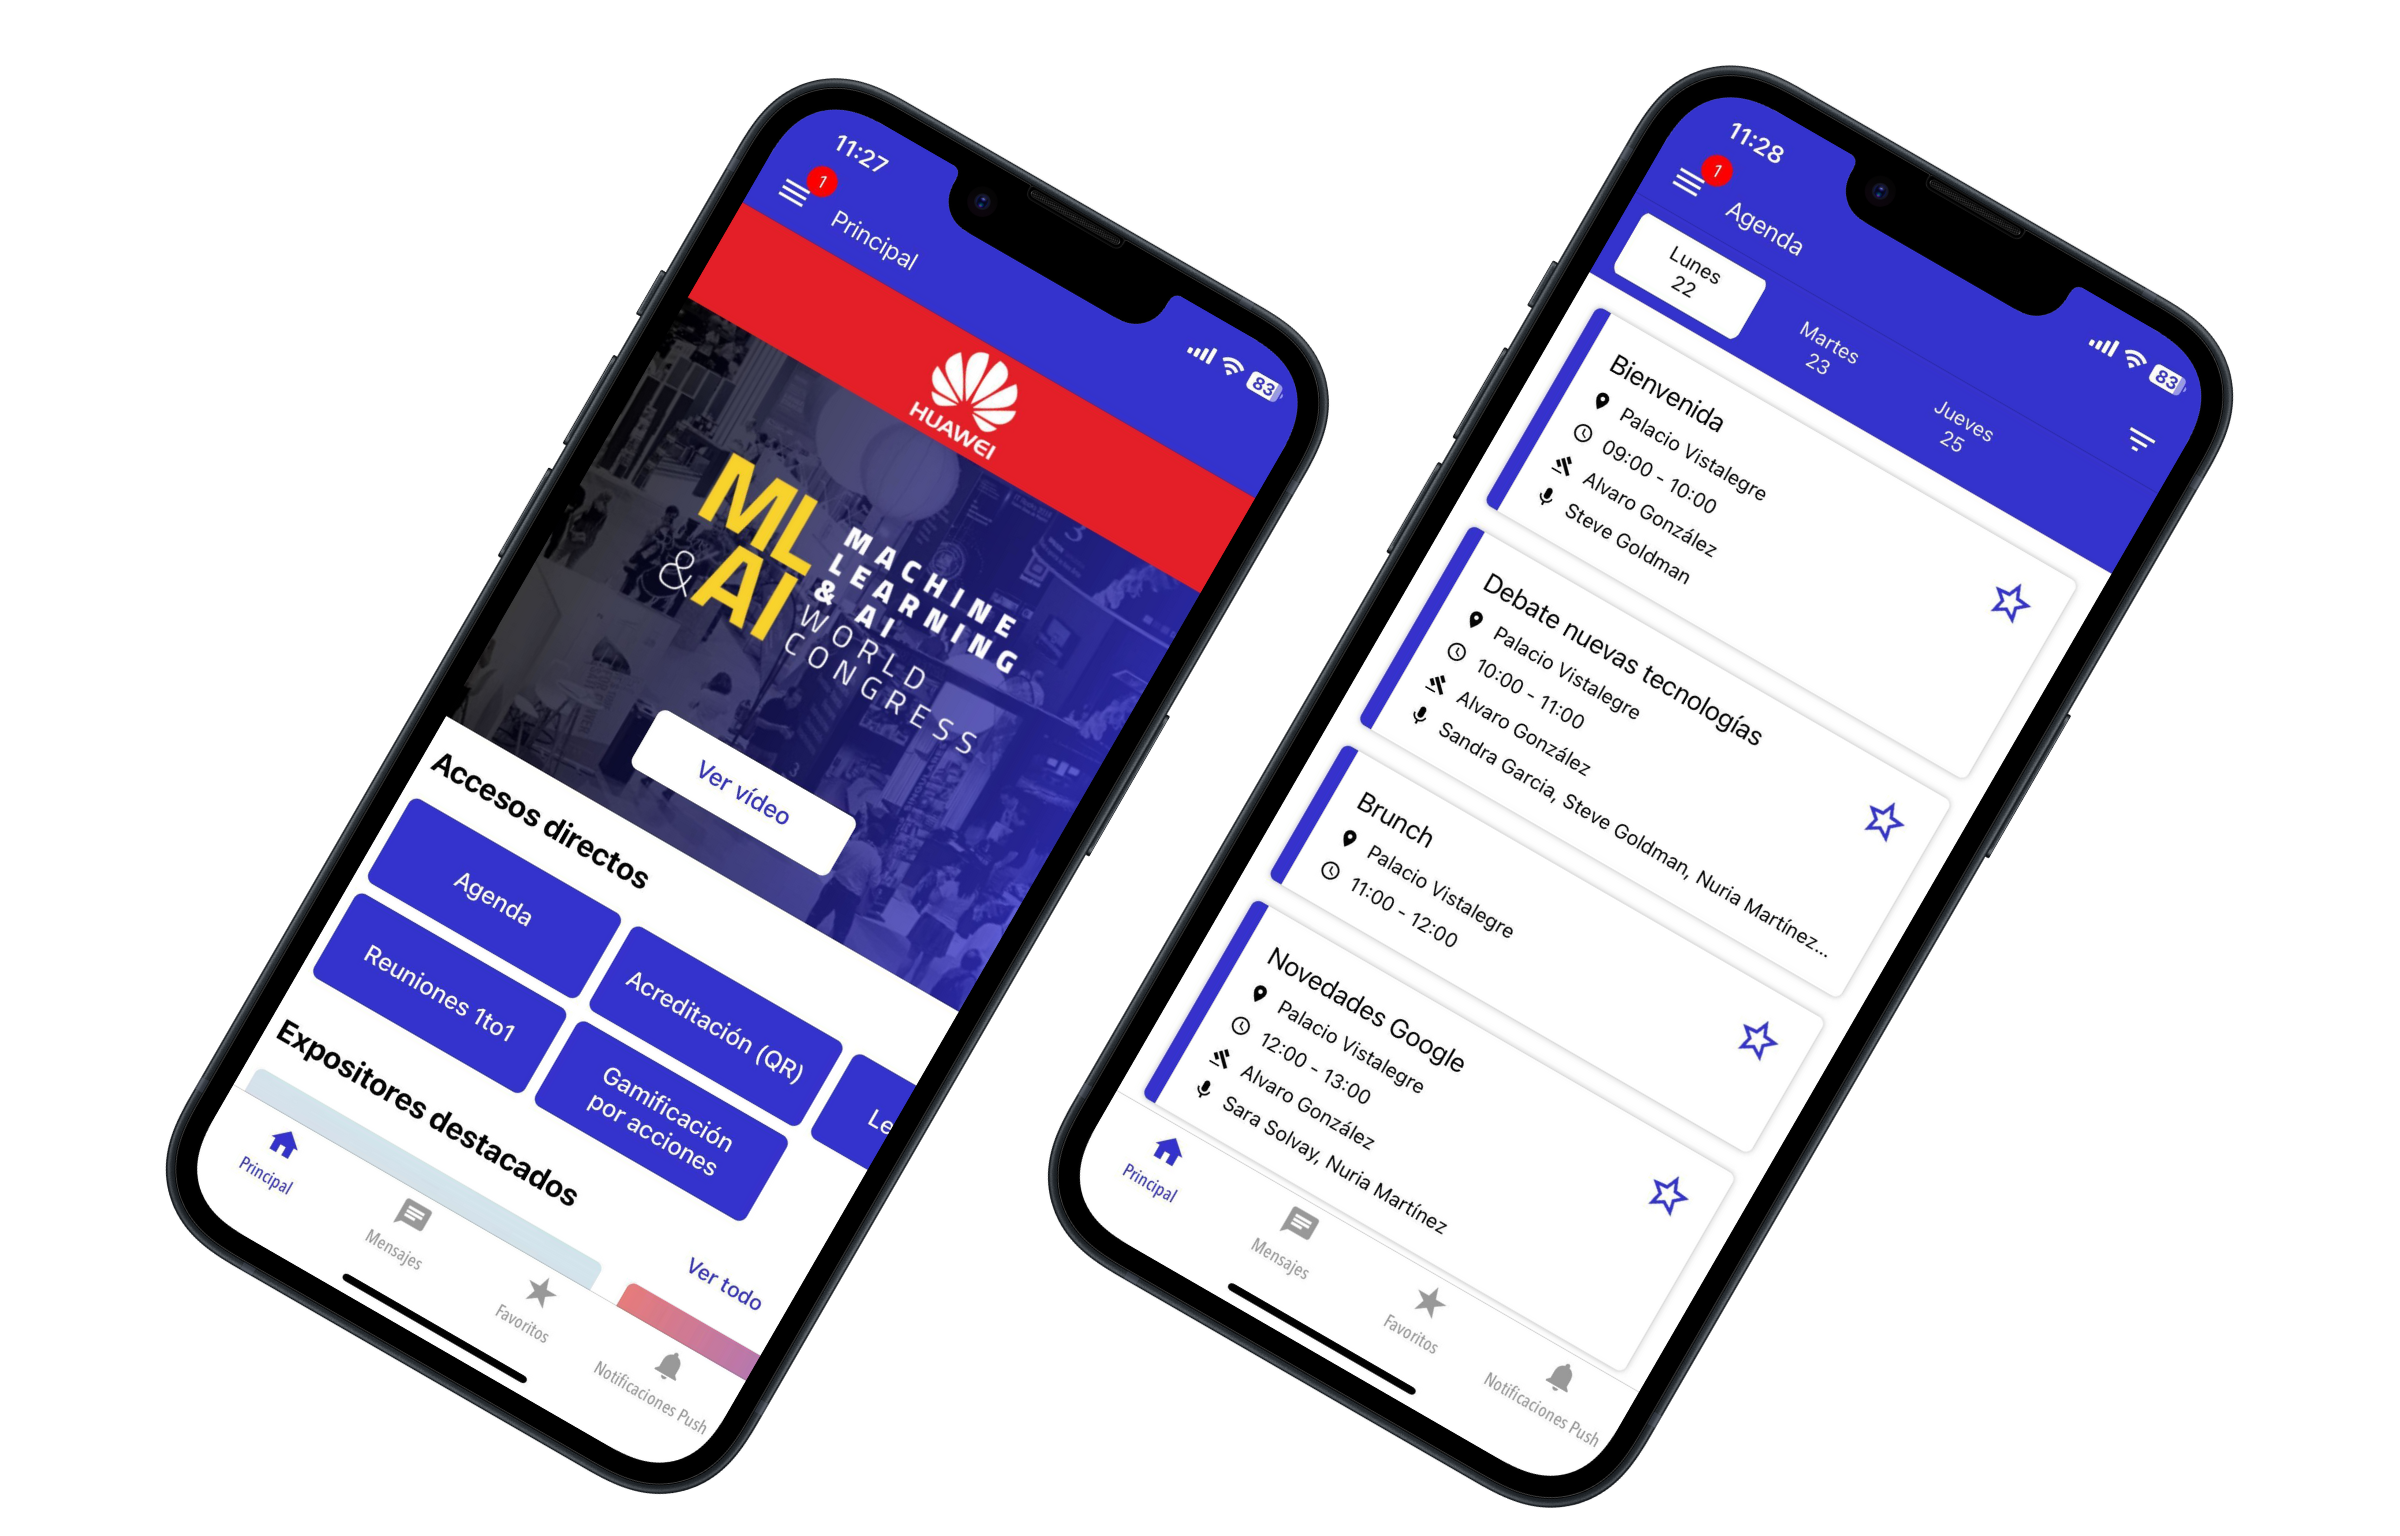 11:27
83
1
Principal
HUAWEI
ML
& AI
MACHINE
LEARNING
& AI
WORLD
CONGRESS
Ver vídeo
Accesos directos
Agenda
Acreditación (QR)
Le
Reuniones 1to1
Gamificación
por acciones
Expositores destacados
Ver todo
Principal
Mensajes
Favoritos
Notificaciones Push
11:28
83
1
Agenda
Lunes
22
Martes
23
Jueves
25
Bienvenida
Palacio Vistalegre
09:00 - 10:00
Alvaro González
Steve Goldman
Debate nuevas tecnologías
Palacio Vistalegre
10:00 - 11:00
Alvaro González
Sandra Garcia, Steve Goldman, Nuria Martínez...
Brunch
Palacio Vistalegre
11:00 - 12:00
Novedades Google
Palacio Vistalegre
12:00 - 13:00
Alvaro González
Sara Solvay, Nuria Martínez
Principal
Mensajes
Favoritos
Notificaciones Push